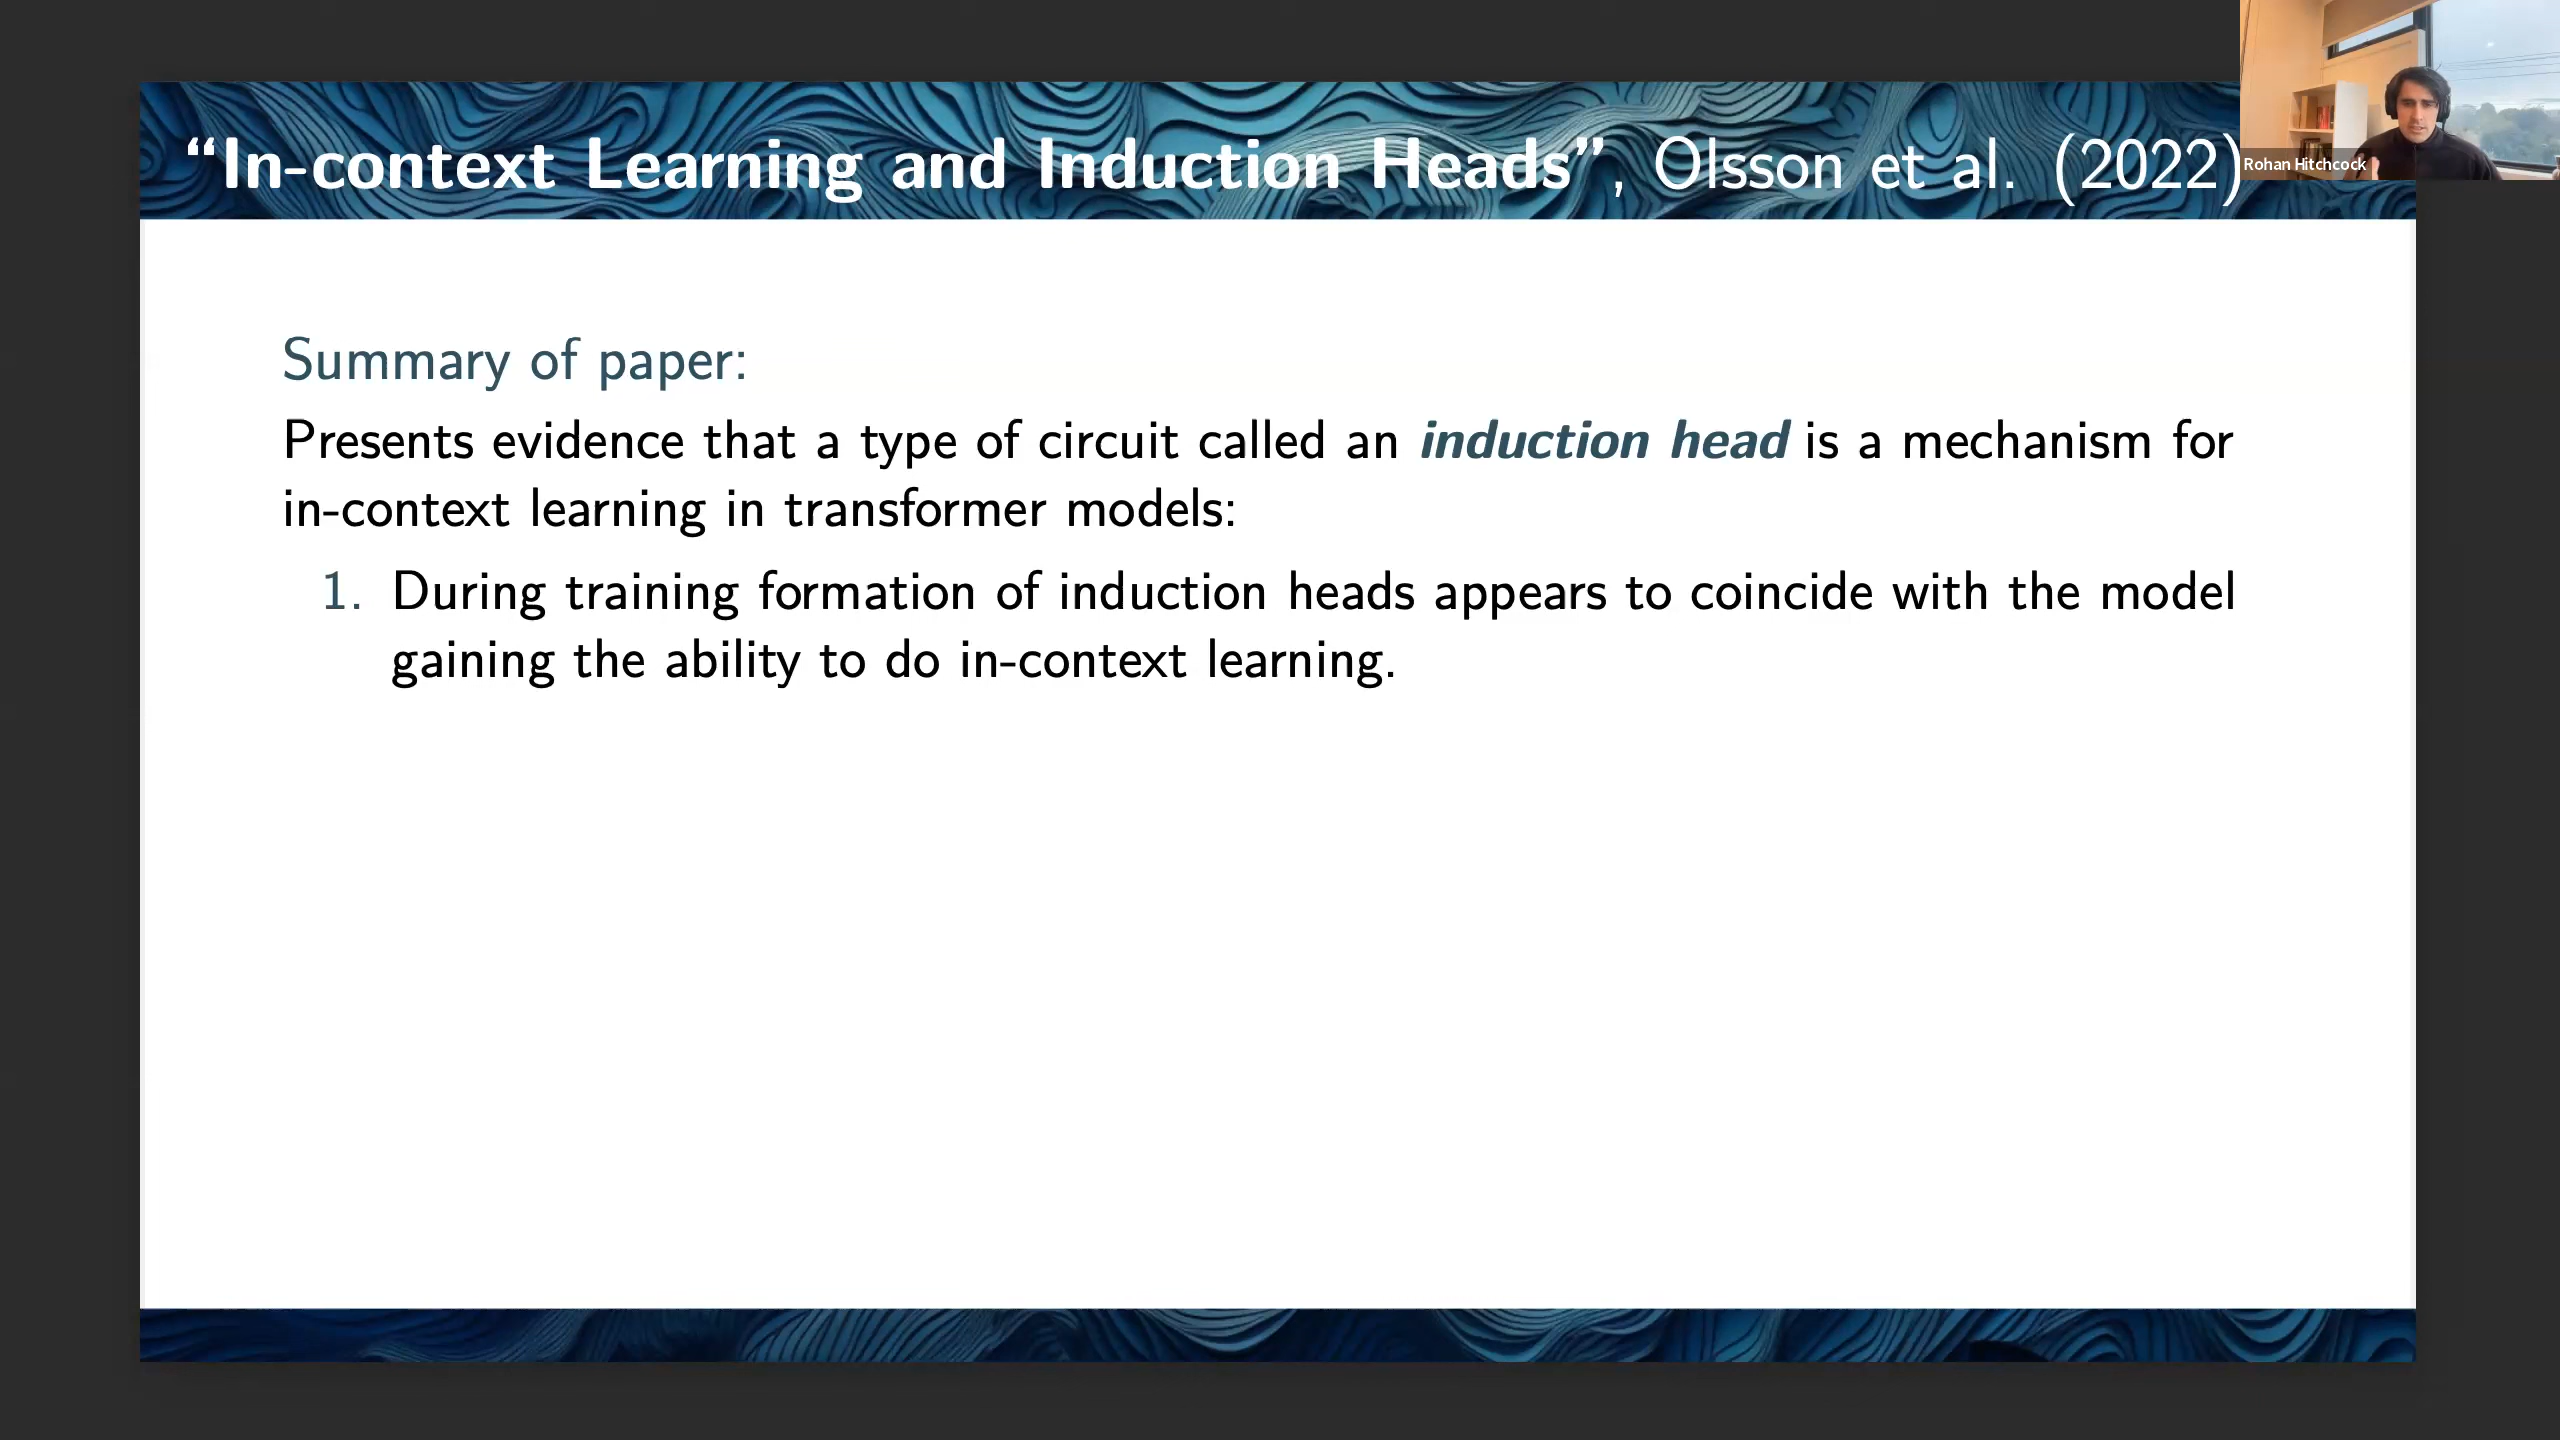 “In-context Learning and Induction Heads”, Olsson et al. (2022)
Rohan Hitchcock
Summary of paper:
Presents evidence that a type of circuit called an induction head is a mechanism for
in-context learning in transformer models:
1. During training formation of induction heads appears to coincide with the model
gaining the ability to do in-context learning.